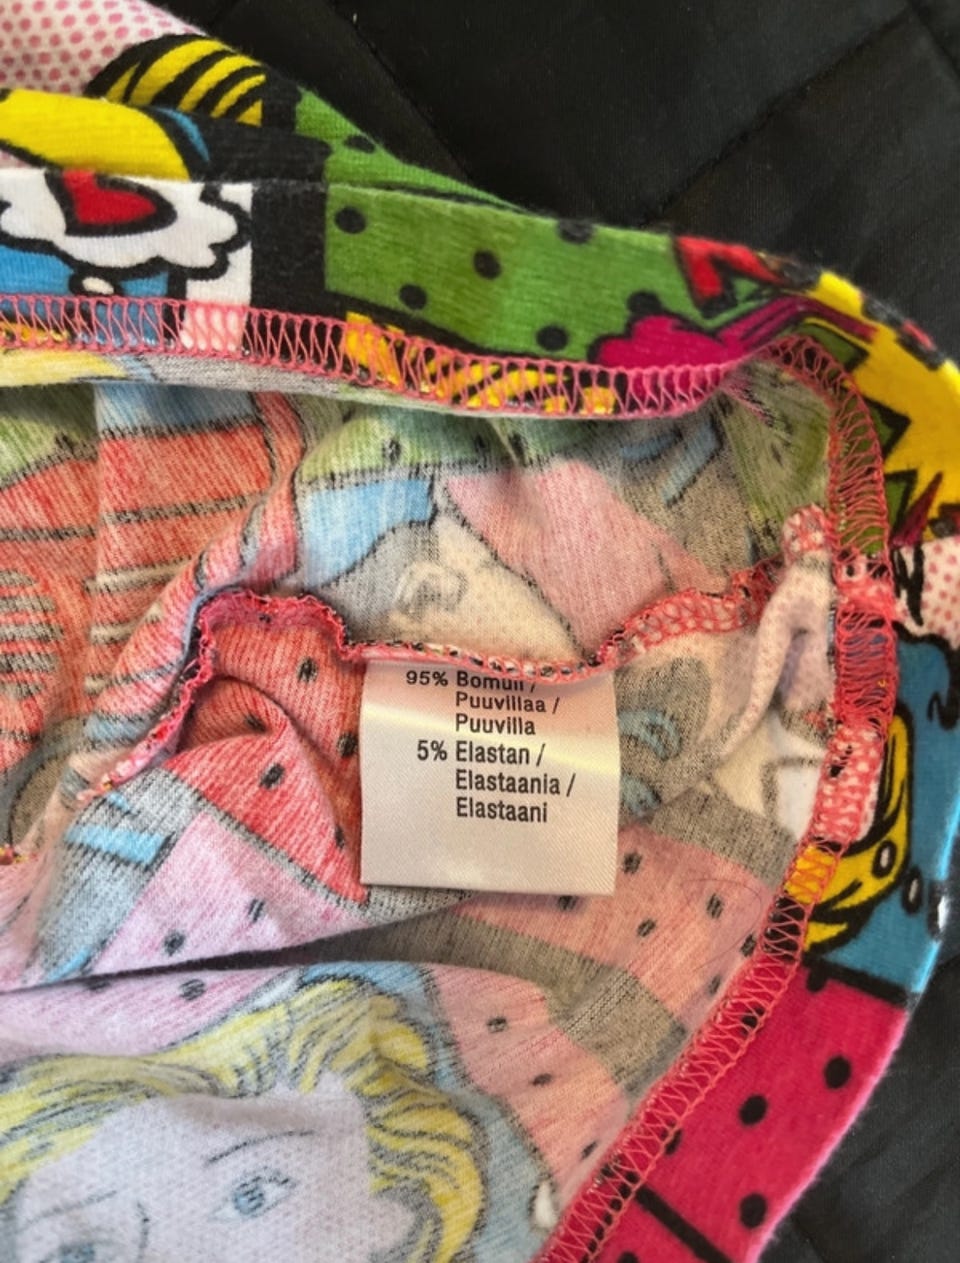 95% Bomull /
Puuvillaa /
Puuvilla
5% Elastan /
Elastaania /
Elastaani